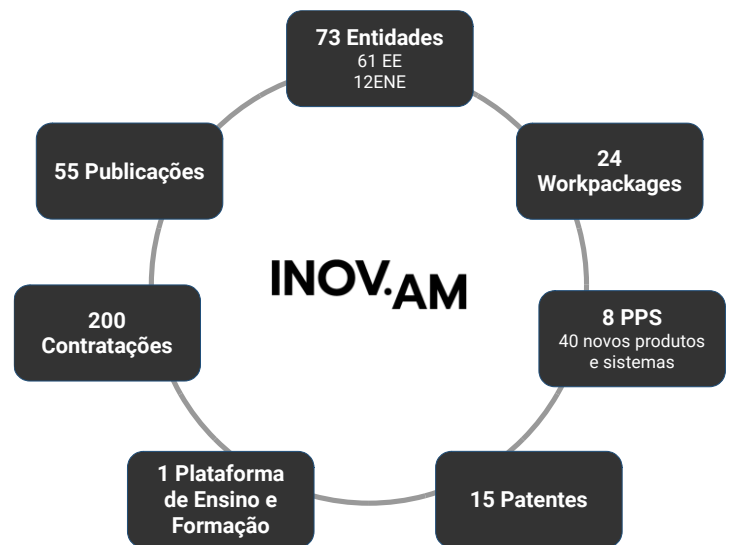 73 Entidades
61 EE
12ENE
55 Publicações
24
Workpackages
INOV.AM
200
Contratações
8 PPS
40 novos produtos
e sistemas
1 Plataforma
de Ensino e
Formação
15 Patentes